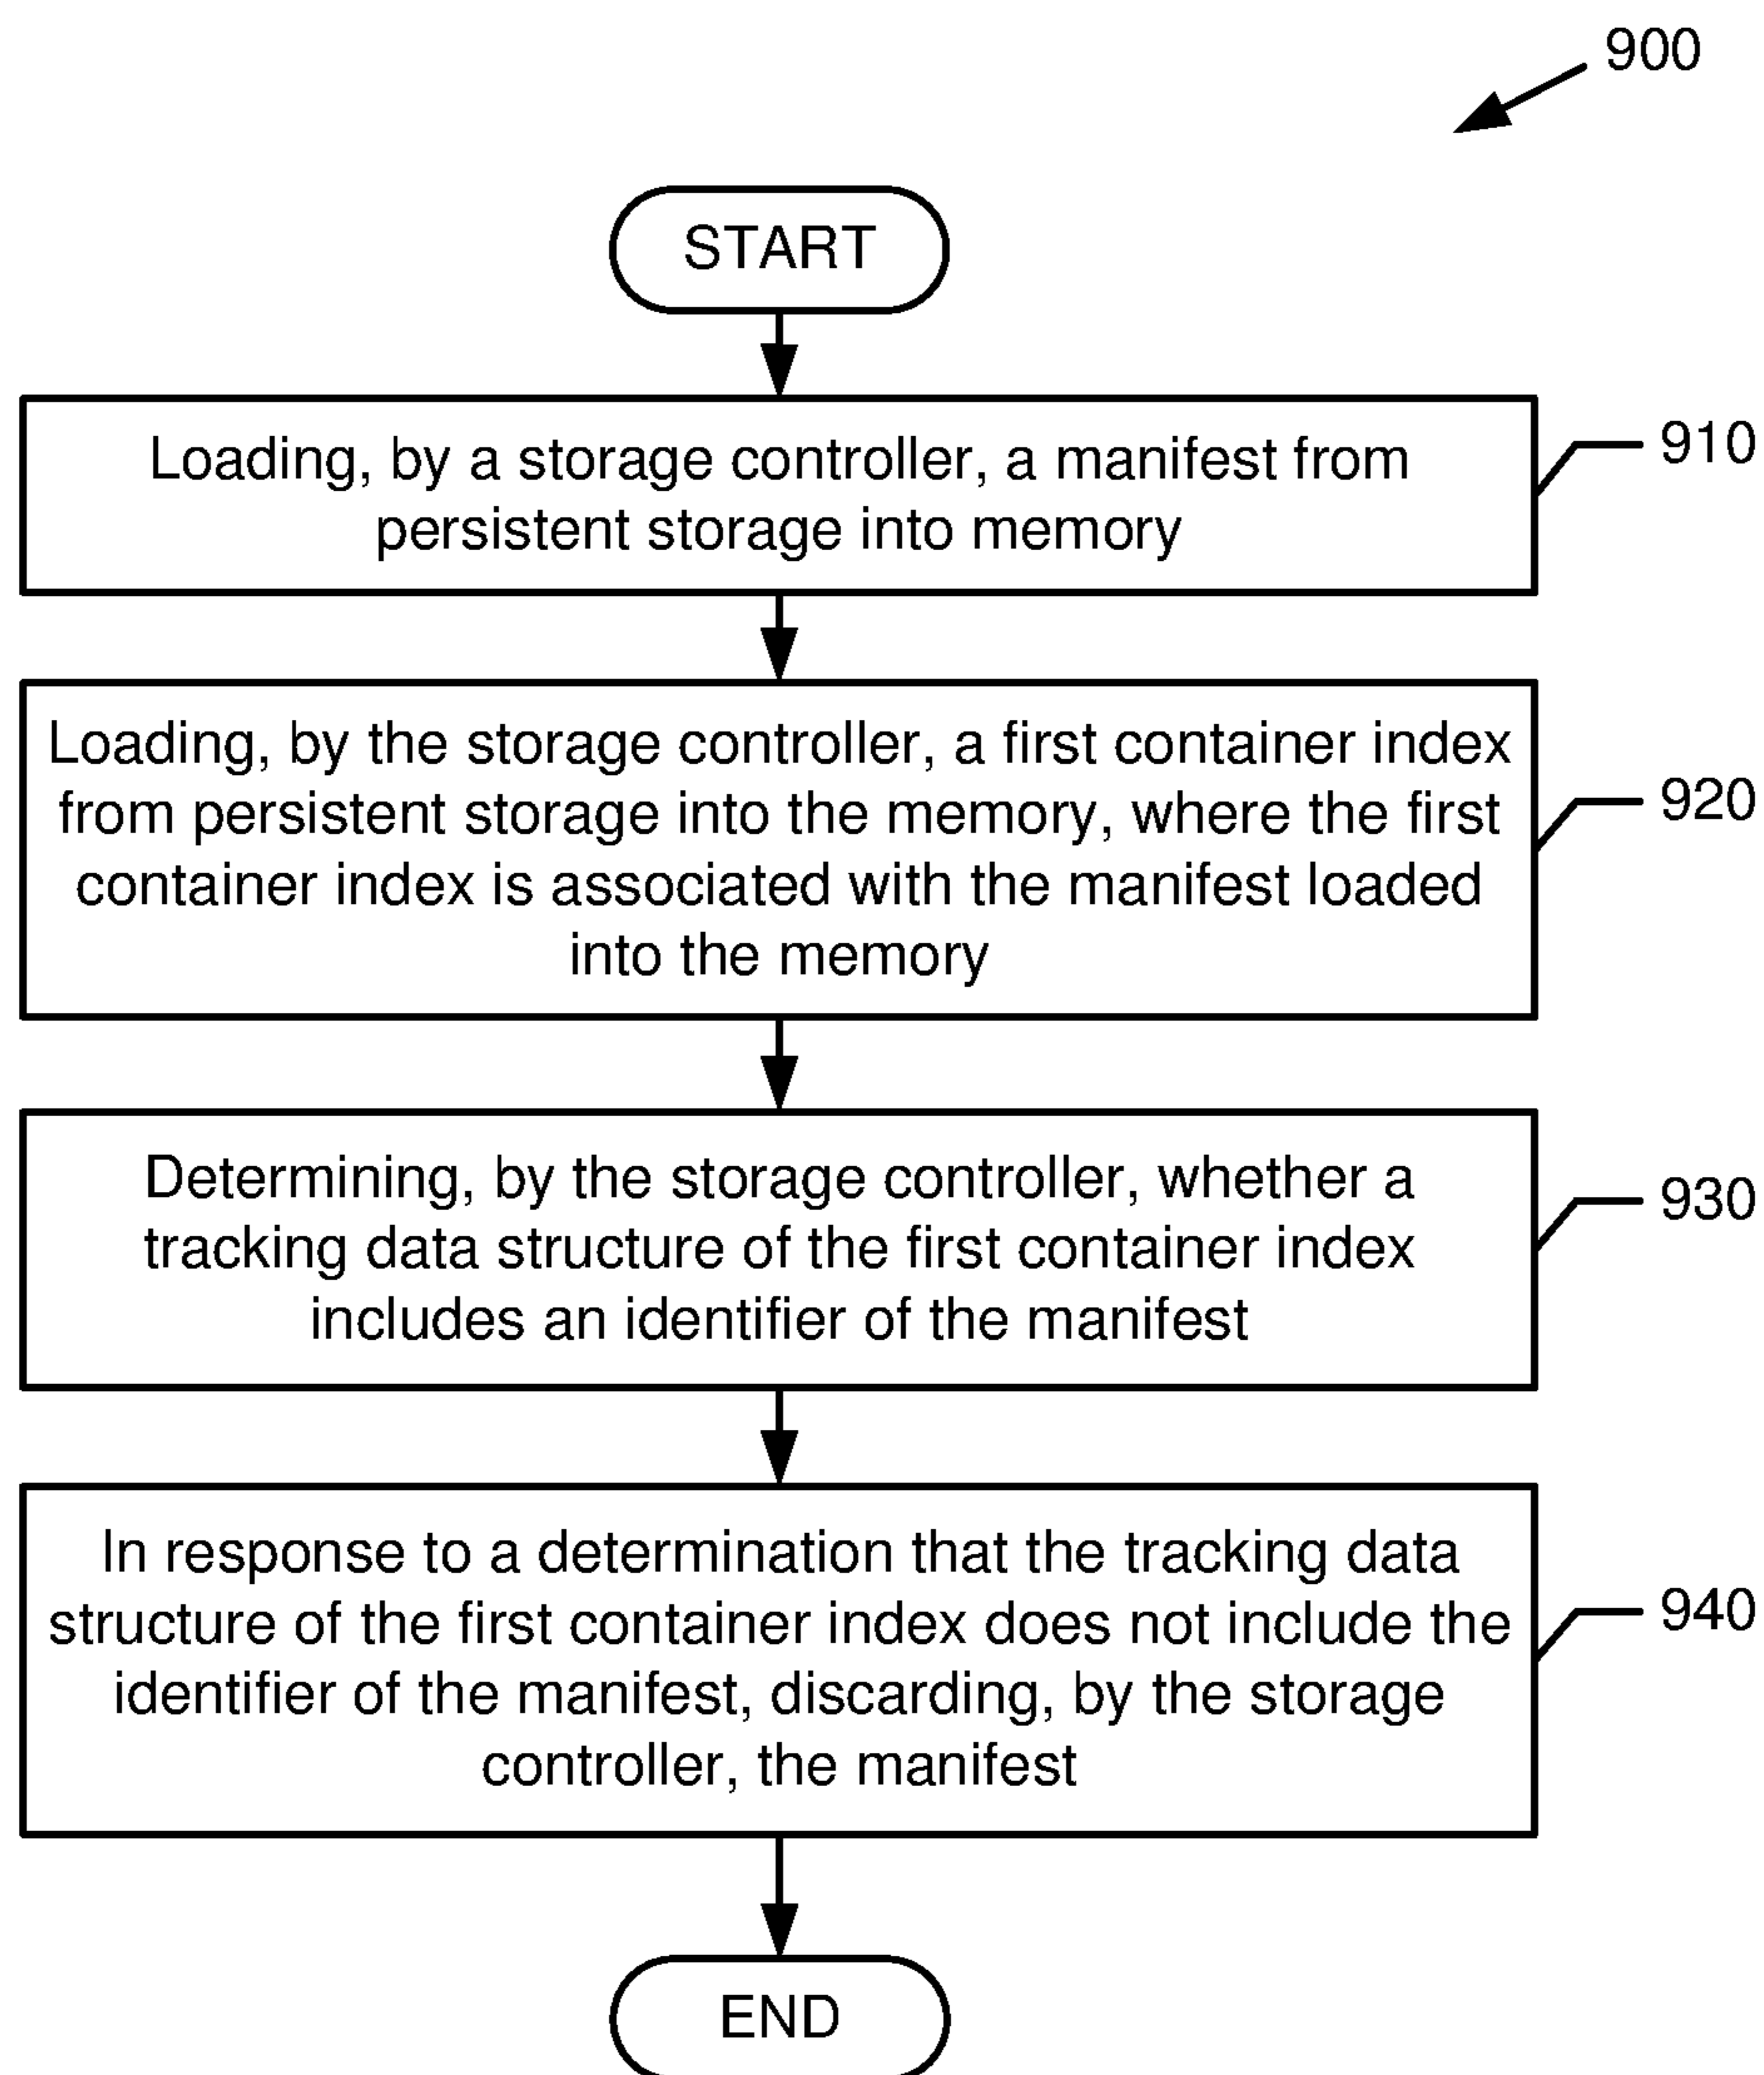 900
START
Loading, by a storage controller, a manifest from
persistent storage into memory
910
Loading, by the storage controller, a first container index
from persistent storage into the memory, where the first
container index is associated with the manifest loaded
into the memory
920
Determining, by the storage controller, whether a
tracking data structure of the first container index
includes an identifier of the manifest
930
In response to a determination that the tracking data
structure of the first container index does not include the
identifier of the manifest, discarding, by the storage
controller, the manifest
940
END